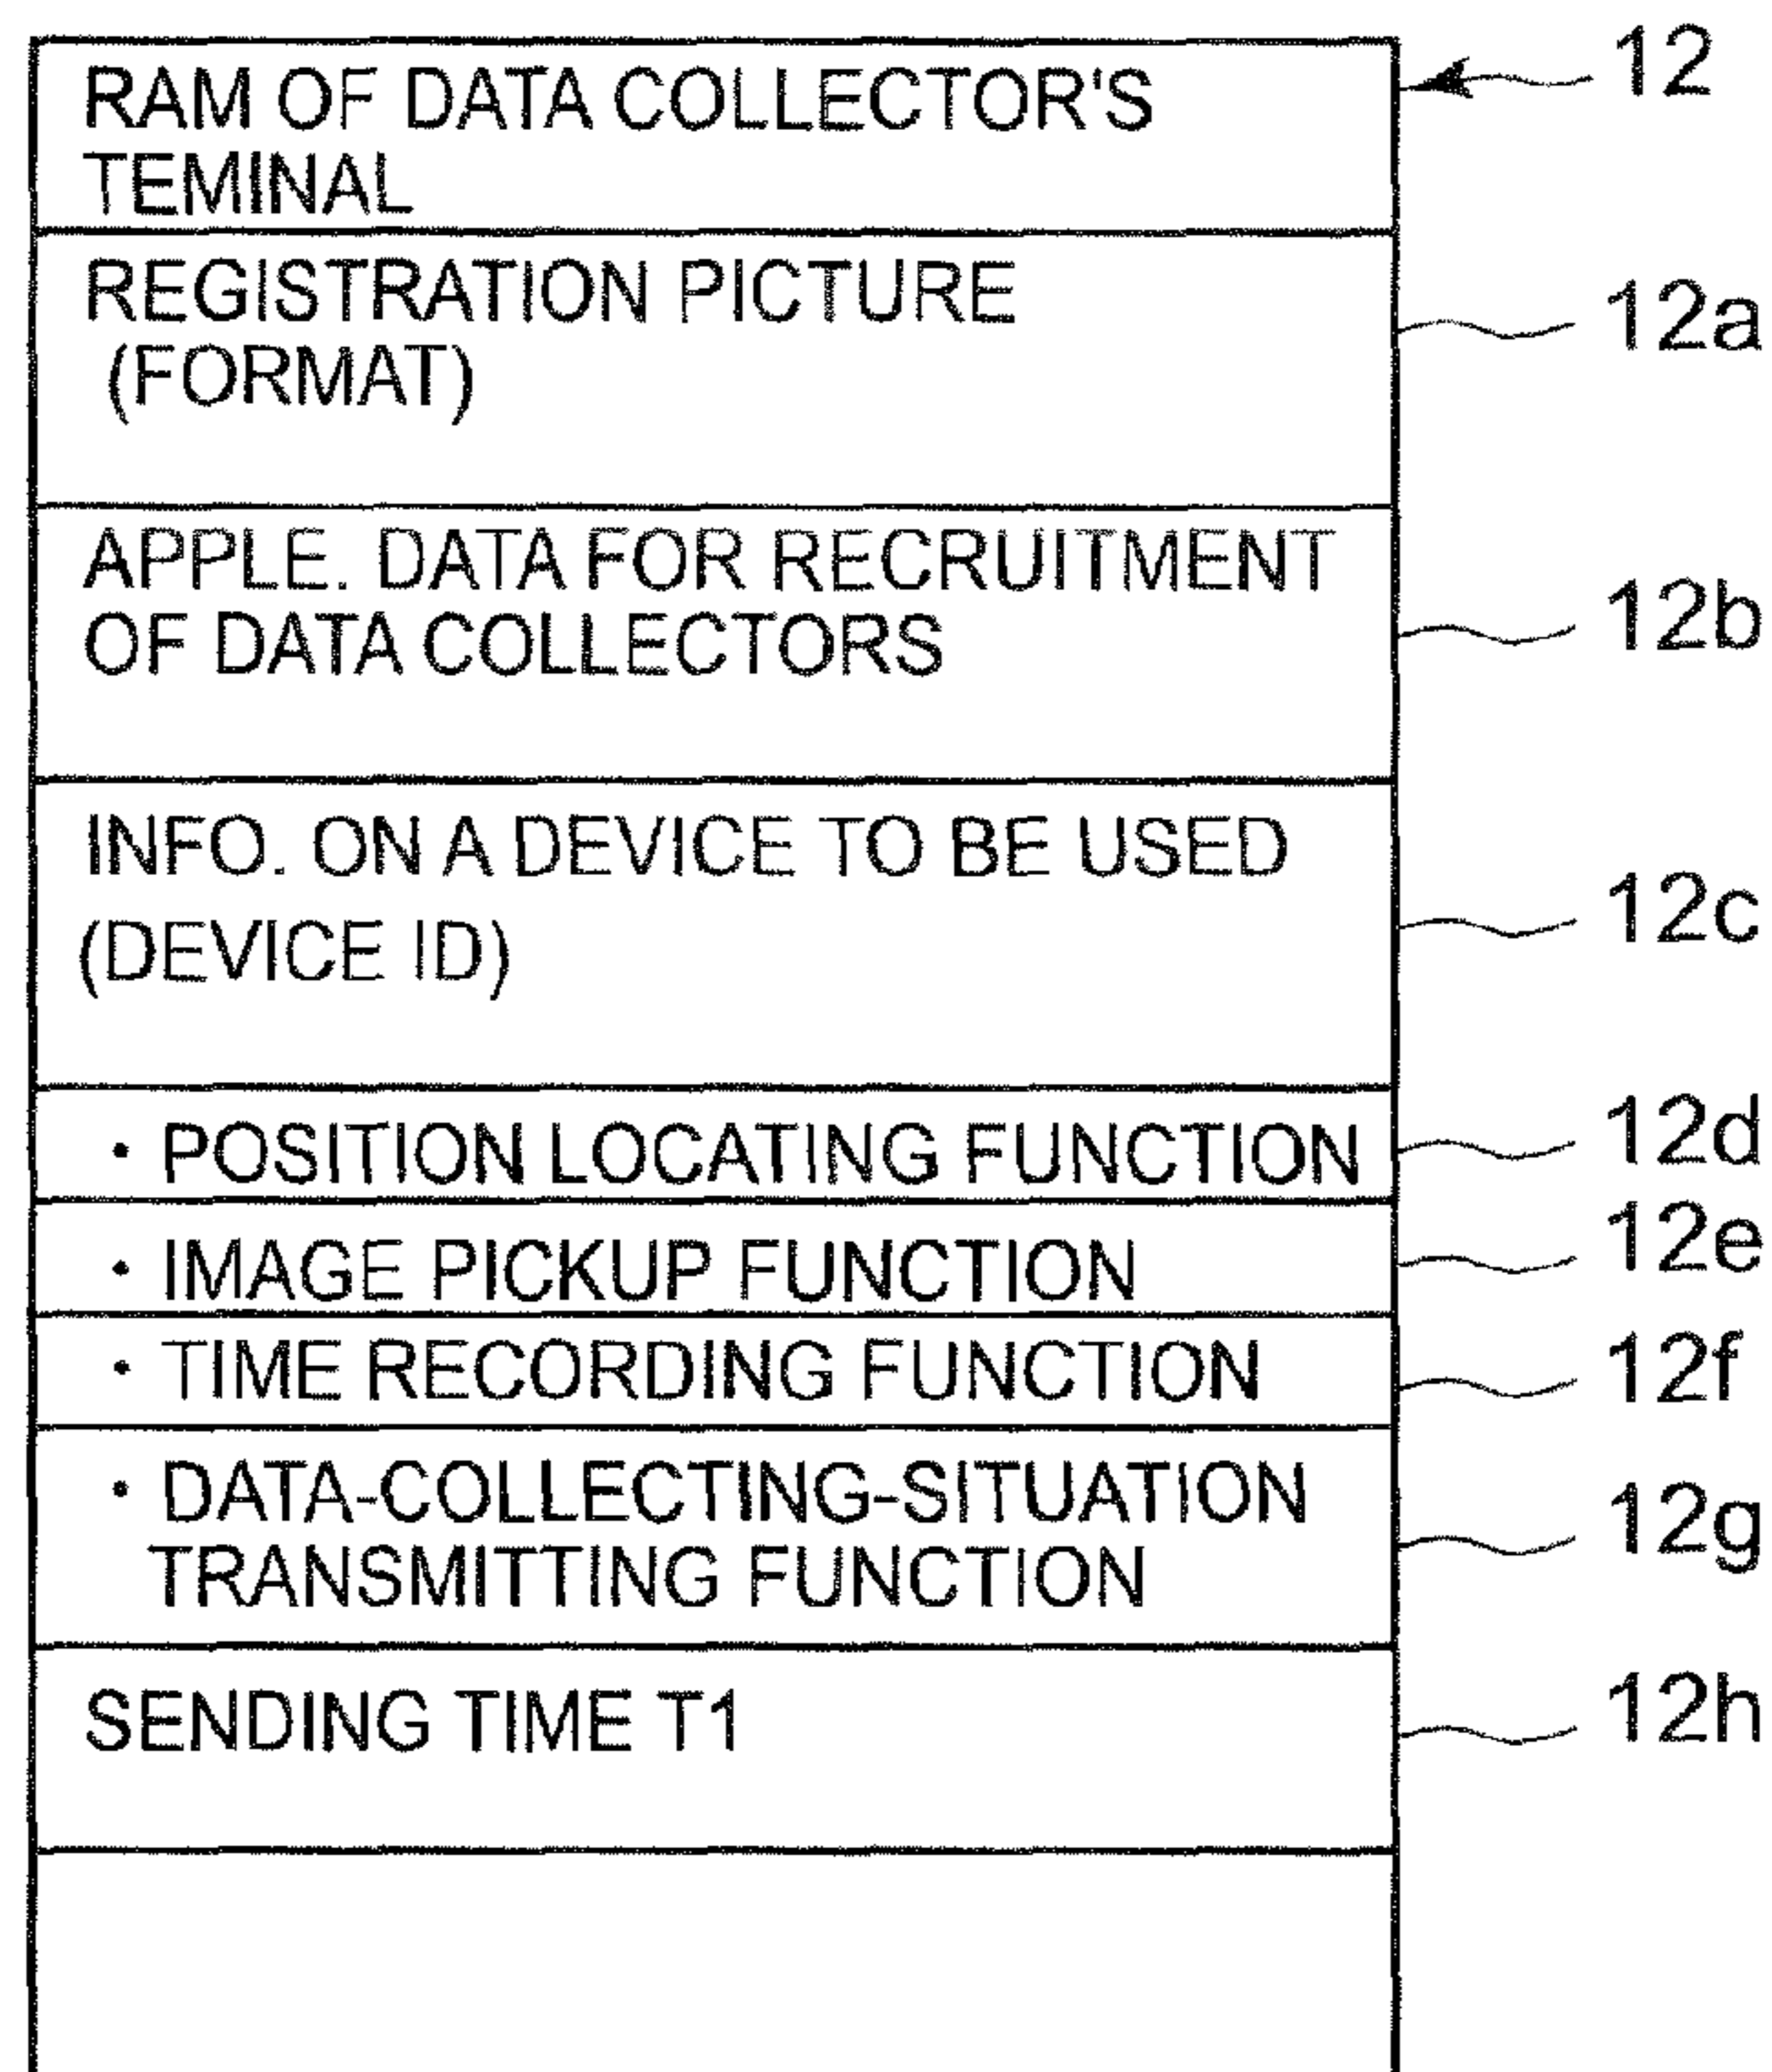 RAM OF DATA COLLECTOR'S 12
TEMINAL
REGISTRATION PICTURE 12a
(FORMAT)
APPLE. DATA FOR RECRUITMENT 12b
OF DATA COLLECTORS
INFO. ON A DEVICE TO BE USED 12c
(DEVICE ID)
· POSITION LOCATING FUNCTION 12d
· IMAGE PICKUP FUNCTION 12e
· TIME RECORDING FUNCTION 12f
· DATA-COLLECTING-SITUATION 12g
TRANSMITTING FUNCTION
SENDING TIME T1 12h